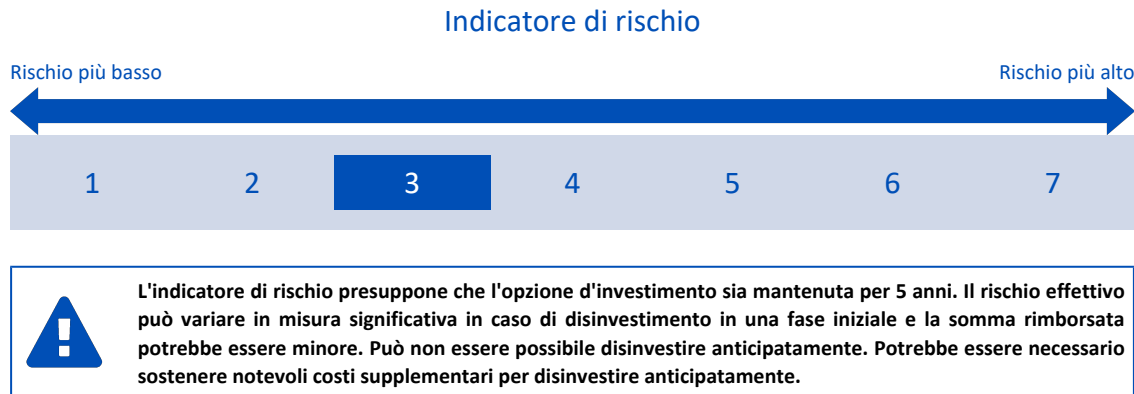 Indicatore di rischio
Rischio più basso Rischio più alto
1 2 3 4 5 6 7
L'indicatore di rischio presuppone che l'opzione d'investimento sia mantenuta per 5 anni. Il rischio effettivo
può variare in misura significativa in caso di disinvestimento in una fase iniziale e la somma rimborsata
potrebbe essere minore. Può non essere possibile disinvestire anticipatamente. Potrebbe essere necessario
sostenere notevoli costi supplementari per disinvestire anticipatamente.